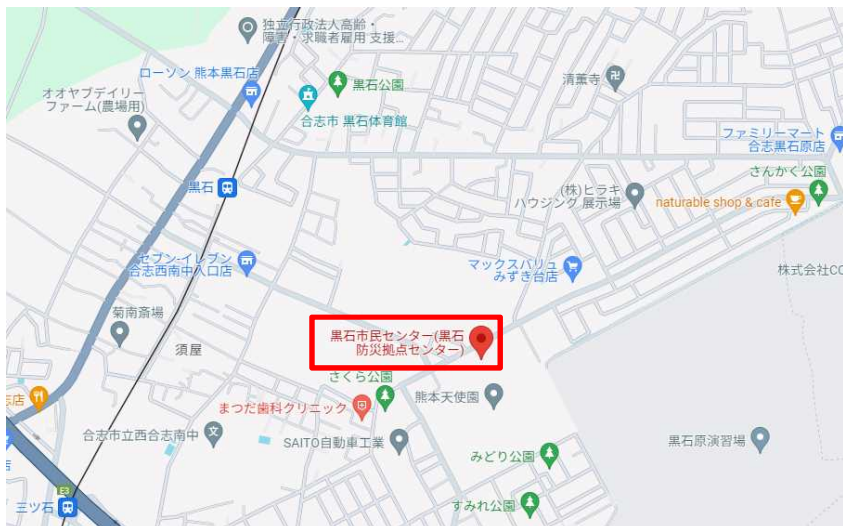 独立行政法人高齢・
障害・求職者雇用支援...
ローソン 熊本黒石店
黒石公園
オオヤブデイリー
ファーム(農場用)
合志市 黒石体育館
清薫寺
ファミリーマート
合志黒石原店
さんかく公園
黒石
(株)ヒラキ
ハウジング 展示場
naturable shop & cafe
セブン-イレブン
合志西南中入口店
マックスバリュ
みずき台店
株式会社CO
菊南斎場
須屋
黒石市民センター(黒石
防災拠点センター)
さくら公園
まつだ歯科クリニック
熊本天使園
志店
合志市立西合志南中
SAITO自動車工業
黒石原演習場
みどり公園
店
E3
三ツ石
すみれ公園